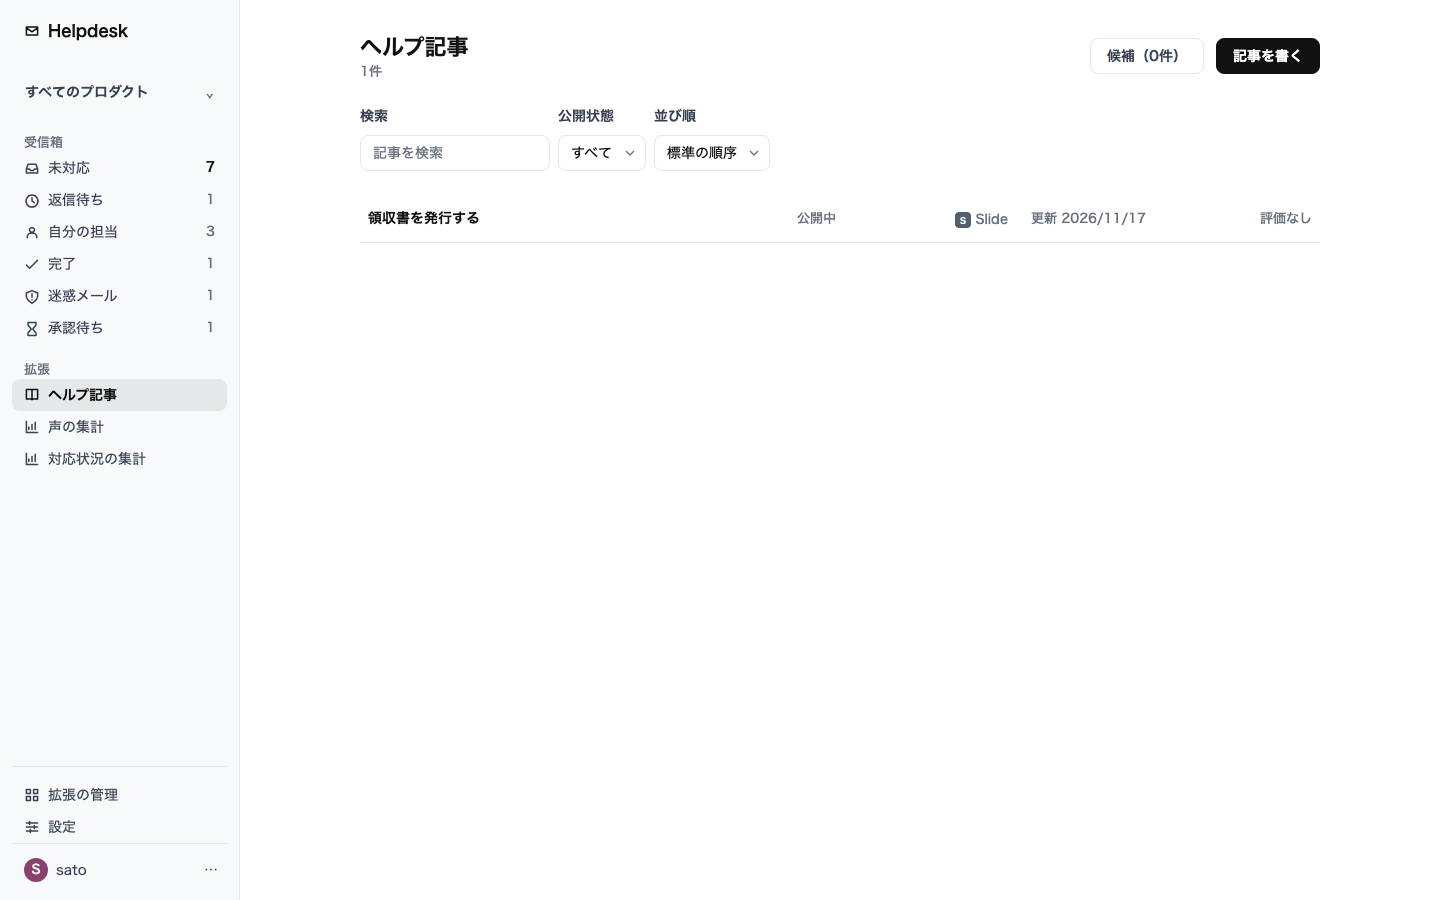 Helpdesk
すべてのプロダクト
受信箱
未対応 7
返信待ち 1
自分の担当 3
完了 1
迷惑メール 1
承認待ち 1
拡張
ヘルプ記事
声の集計
対応状況の集計
拡張の管理
設定
S sato ...
ヘルプ記事
1件
候補（0件） 記事を書く
検索 公開状態 並び順
記事を検索 すべて 標準の順序
領収書を発行する 公開中 S Slide 更新 2026/11/17 評価なし